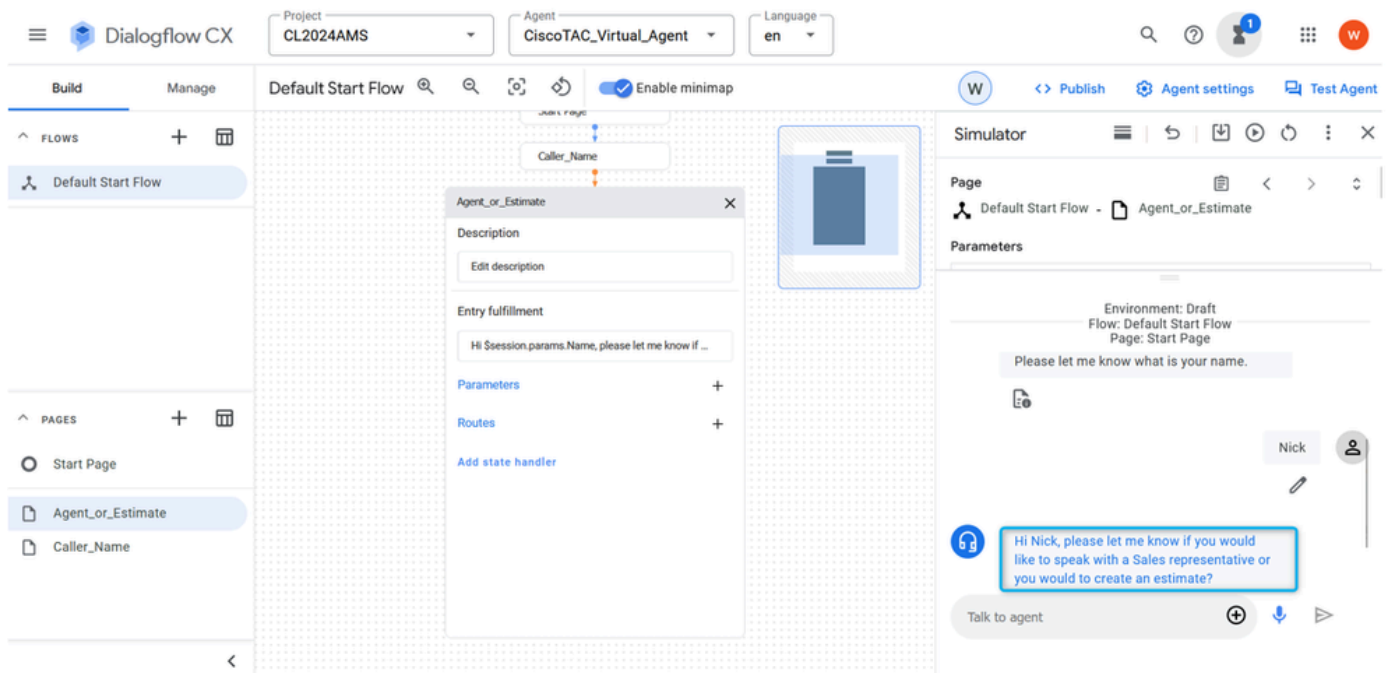 Project
Agent
Language
Dialogflow CX
CL2024AMS
CiscoTAC_Virtual_Agent
en
1
W
Build
Manage
Default Start Flow
Enable minimap
W
Publish
Agent settings
Test Agent
FLOWS
Default Start Flow
PAGES
Start Page
Agent_or_Estimate
Caller_Name
Start Page
Caller_Name
Agent_or_Estimate
Description
Edit description
Entry fulfillment
Hi $session.params.Name, please let me know if ...
Parameters
Routes
Add state handler
Simulator
Page
Default Start Flow - Agent_or_Estimate
Parameters
Environment: Draft
Flow: Default Start Flow
Page: Start Page
Please let me know what is your name.
Nick
Hi Nick, please let me know if you would
like to speak with a Sales representative or
you would to create an estimate?
Talk to agent